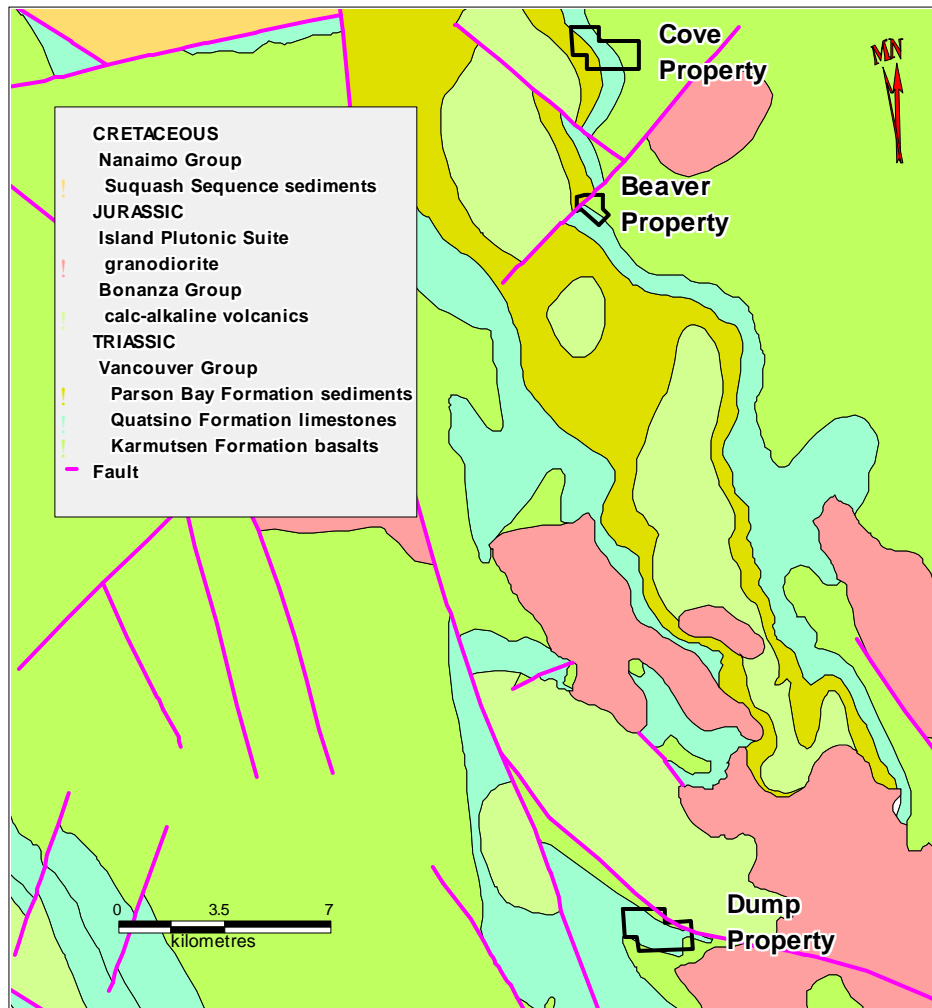 Cove
Property
MN
CRETACEOUS
Nanaimo Group
Suquash Sequence sediments
JURASSIC
Island Plutonic Suite
granodiorite
Bonanza Group
calc-alkaline volcanics
TRIASSIC
Vancouver Group
Parson Bay Formation sediments
Quatsino Formation limestones
Karmutsen Formation basalts
Fault
Beaver
Property
0 3.5 7
kilometres
Dump
Property